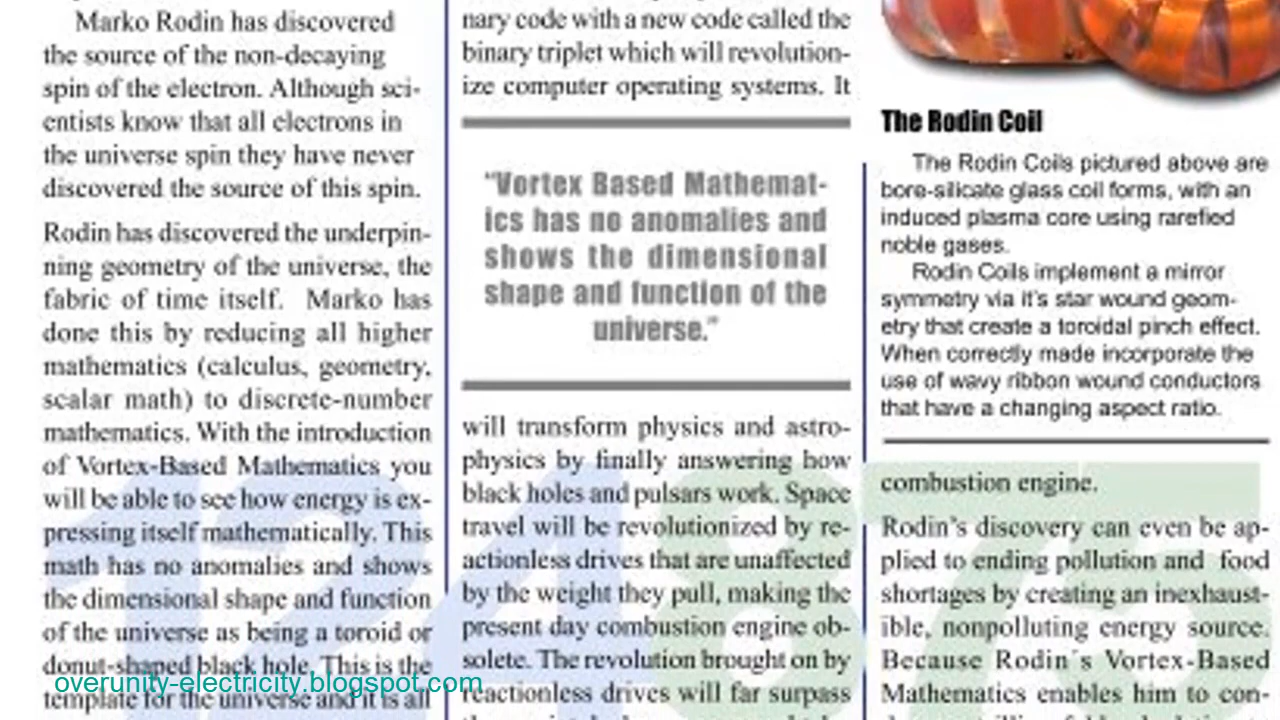 Marko Rodin has discovered
the source of the non-decaying
spin of the electron. Although sci-
entists know that all electrons in
the universe spin they have never
discovered the source of this spin.
Rodin has discovered the underpin-
ning geometry of the universe, the
fabric of time itself. Marko has
done this by reducing all higher
mathematics (calculus, geometry,
scalar math) to discrete-number
mathematics. With the introduction
of Vortex-Based Mathematics you
will be able to see how energy is ex-
pressing itself mathematically. This
math has no anomalies and shows
the dimensional shape and function
of the universe as being a toroid or
donut-shaped black hole. This is the
template for the universe and it is all
overunity-electricity.blogspot.com
nary code with a new code called the
binary triplet which will revolution-
ize computer operating systems. It
"Vortex Based Mathemat-
ics has no anomalies and
shows the dimensional
shape and function of the
universe."
will transform physics and astro-
physics by finally answering how
black holes and pulsars work. Space
travel will be revolutionized by re-
actionless drives that are unaffected
by the weight they pull, making the
present day combustion engine ob-
solete. The revolution brought on by
reactionless drives will far surpass
The Rodin Coil
The Rodin Coils pictured above are
bore-silicate glass coil forms, with an
induced plasma core using rarefied
noble gases.
Rodin Coils implement a mirror
symmetry via it's star wound geom-
etry that create a toroidal pinch effect.
When correctly made incorporate the
use of wavy ribbon wound conductors
that have a changing aspect ratio.
combustion engine.
Rodin's discovery can even be ap-
plied to ending pollution and food
shortages by creating an inexhaust-
ible, nonpolluting energy source.
Because Rodin´s Vortex-Based
Mathematics enables him to con-
124875